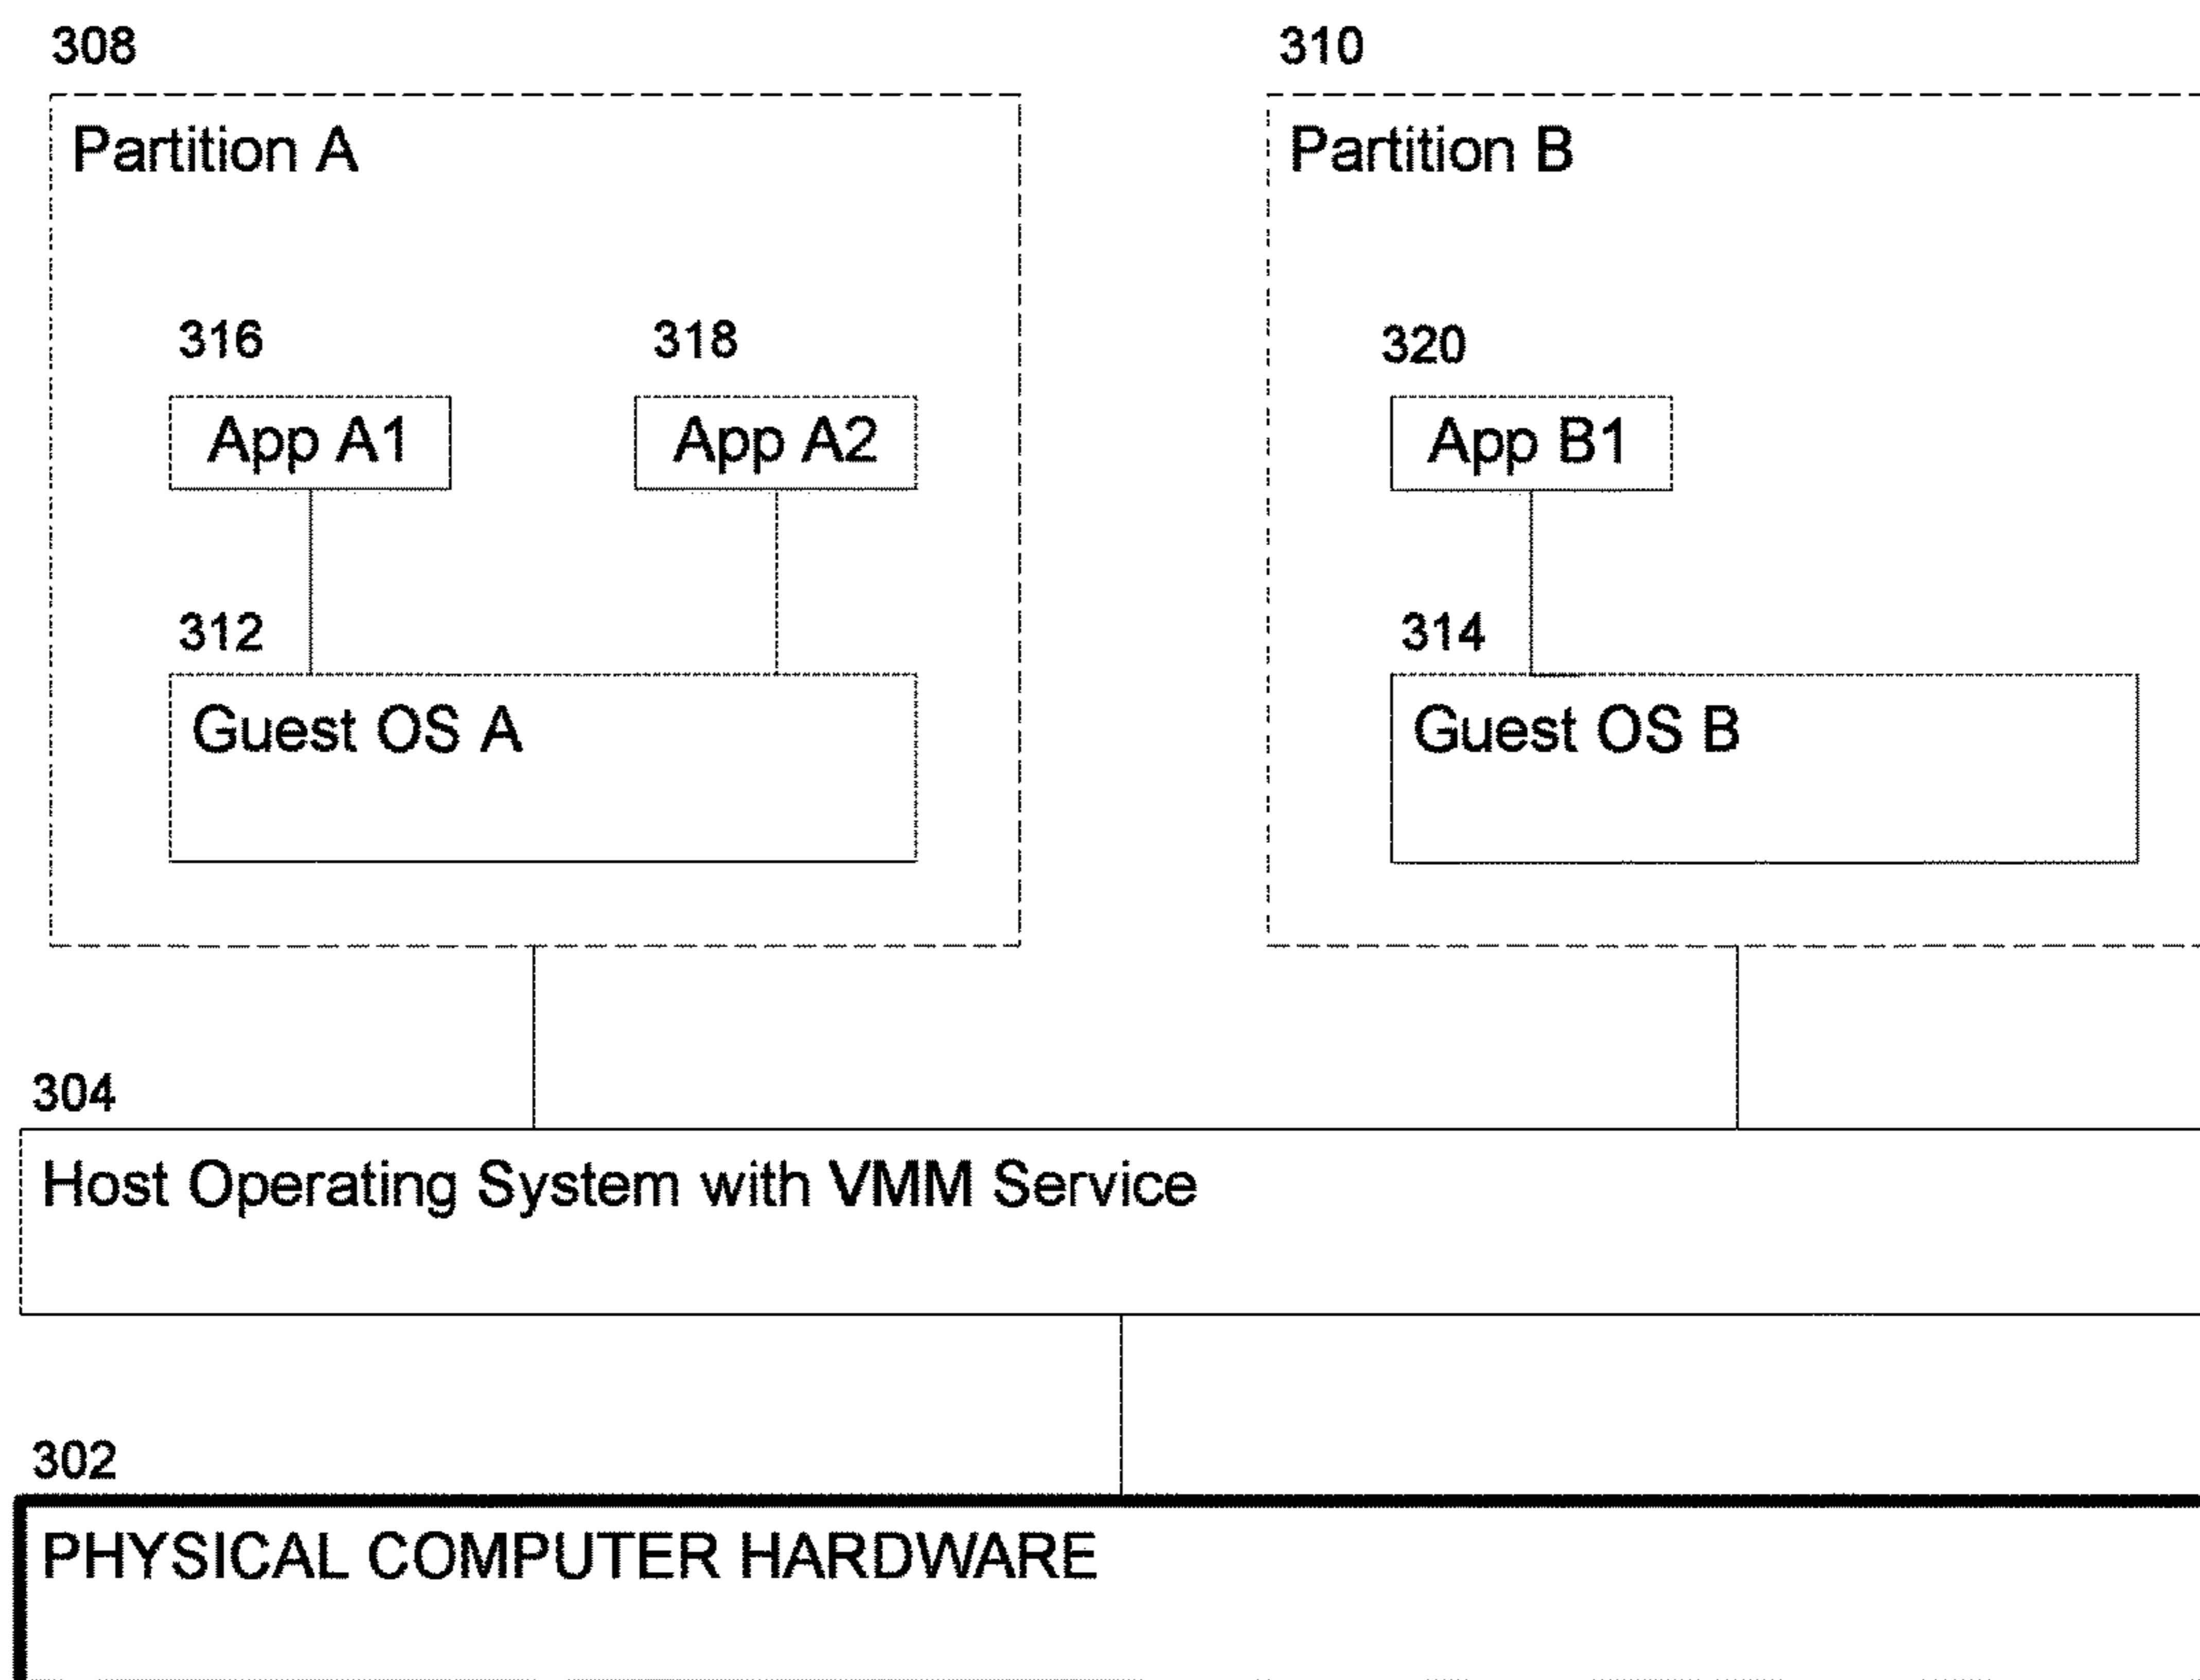 308
310
Partition A
Partition B
316
318
320
App A1
App A2
App B1
312
314
Guest OS A
Guest OS B
304
Host Operating System with VMM Service
302
PHYSICAL COMPUTER HARDWARE